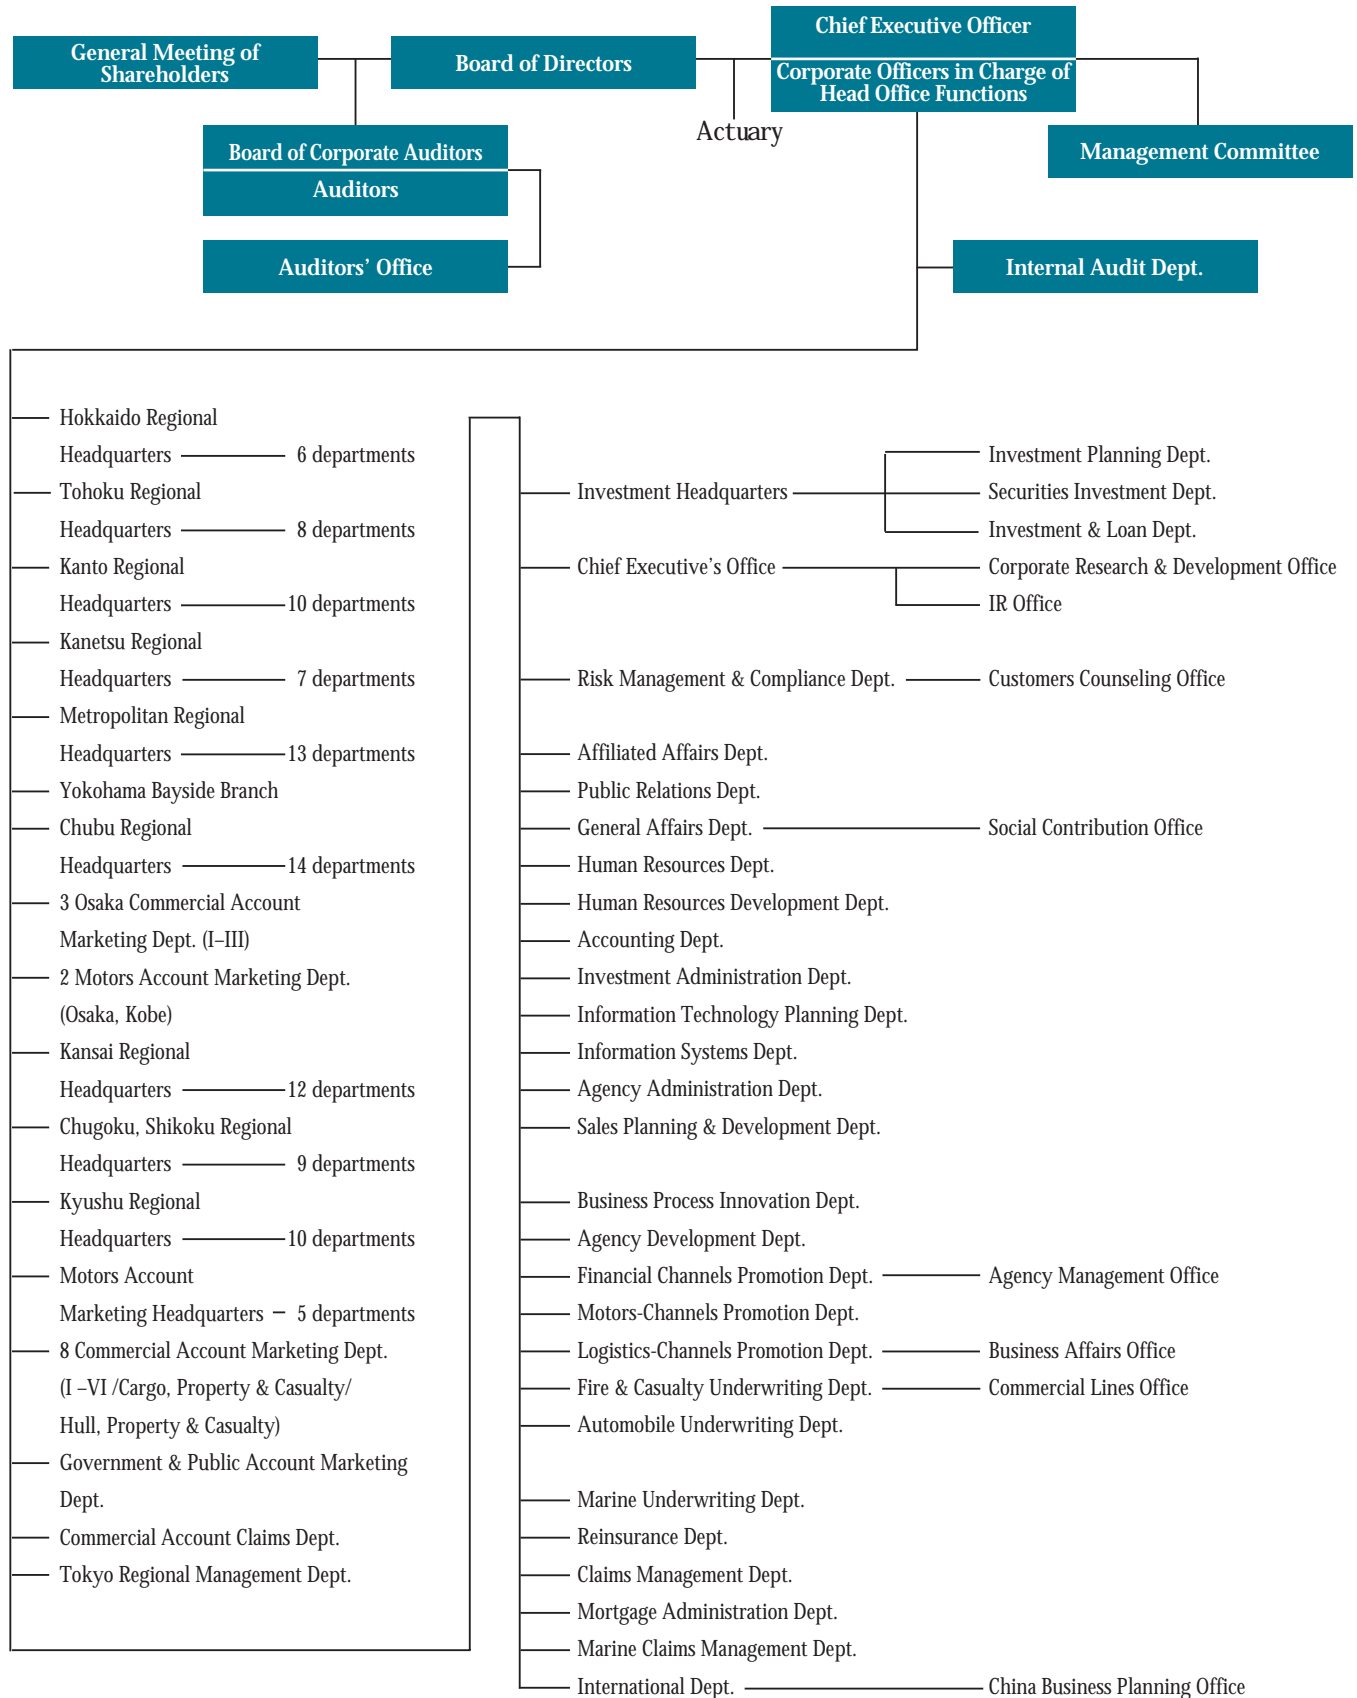 General Meeting of
Shareholders
Board of Directors
Chief Executive Officer
Corporate Officers in Charge of
Head Office Functions
Actuary
Board of Corporate Auditors
Auditors
Management Committee
Auditors' Office
Internal Audit Dept.
Hokkaido Regional
Headquarters 6 departments
Tohoku Regional
Headquarters 8 departments
Kanto Regional
Headquarters 10 departments
Kanetsu Regional
Headquarters 7 departments
Metropolitan Regional
Headquarters 13 departments
Yokohama Bayside Branch
Chubu Regional
Headquarters 14 departments
3 Osaka Commercial Account
Marketing Dept. (I–III)
2 Motors Account Marketing Dept.
(Osaka, Kobe)
Kansai Regional
Headquarters 12 departments
Chugoku, Shikoku Regional
Headquarters 9 departments
Kyushu Regional
Headquarters 10 departments
Motors Account
Marketing Headquarters 5 departments
8 Commercial Account Marketing Dept.
(I –VI /Cargo, Property & Casualty/
Hull, Property & Casualty)
Government & Public Account Marketing
Dept.
Commercial Account Claims Dept.
Tokyo Regional Management Dept.
Investment Planning Dept.
Investment Headquarters Securities Investment Dept.
Investment & Loan Dept.
Chief Executive's Office Corporate Research & Development Office
IR Office
Risk Management & Compliance Dept. Customers Counseling Office
Affiliated Affairs Dept.
Public Relations Dept.
General Affairs Dept. Social Contribution Office
Human Resources Dept.
Human Resources Development Dept.
Accounting Dept.
Investment Administration Dept.
Information Technology Planning Dept.
Information Systems Dept.
Agency Administration Dept.
Sales Planning & Development Dept.
Business Process Innovation Dept.
Agency Development Dept.
Financial Channels Promotion Dept. Agency Management Office
Motors-Channels Promotion Dept.
Logistics-Channels Promotion Dept. Business Affairs Office
Fire & Casualty Underwriting Dept. Commercial Lines Office
Automobile Underwriting Dept.
Marine Underwriting Dept.
Reinsurance Dept.
Claims Management Dept.
Mortgage Administration Dept.
Marine Claims Management Dept.
International Dept. China Business Planning Office